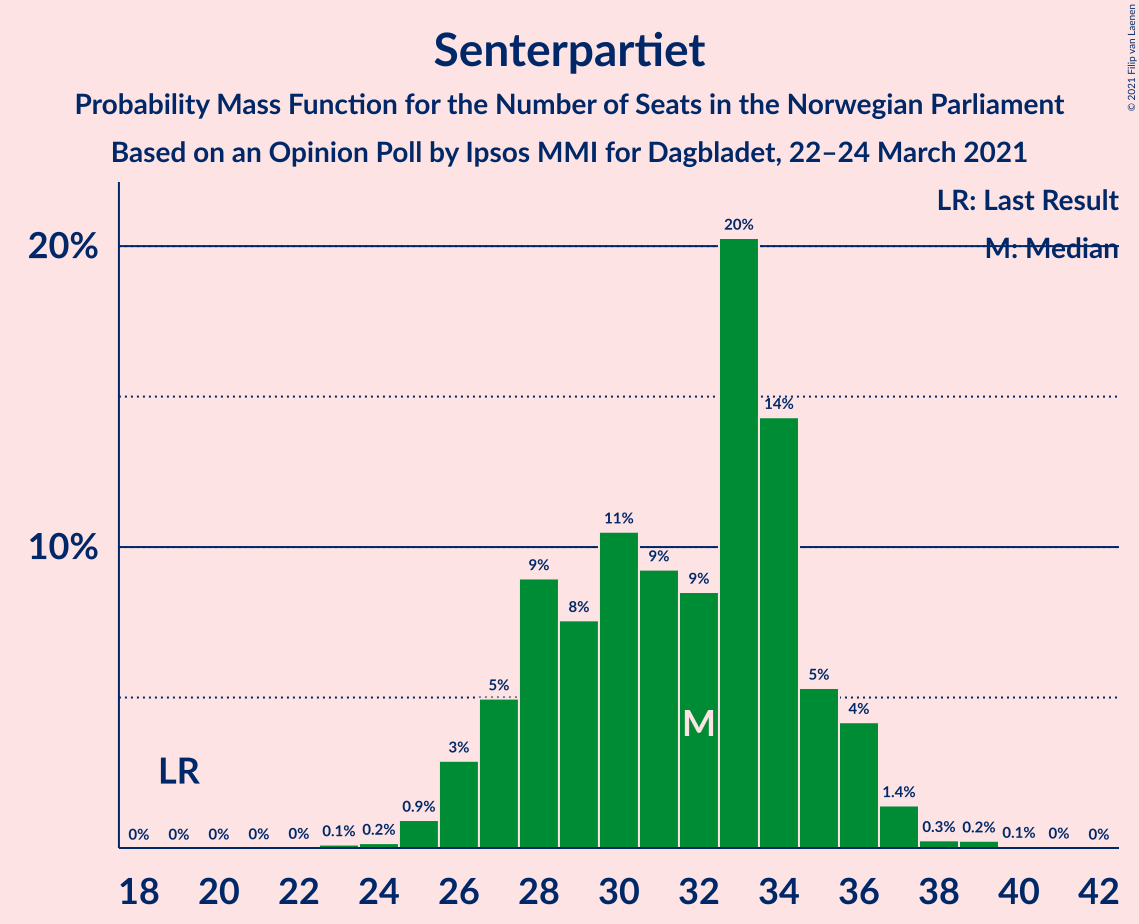 Senterpartiet
Probability Mass Function for the Number of Seats in the Norwegian Parliament
Based on an Opinion Poll by Ipsos MMI for Dagbladet, 22–24 March 2021
© 2021 Filip van Laenen
LR: Last Result
M: Median
20%
10%
0% 0% 0% 0% 0% 0.1% 0.2% 0.9% 3% 5% 9% 8% 11% 9% 9% 20% 14% 5% 4% 1.4% 0.3% 0.2% 0.1% 0% 0%
LR
M
18 20 22 24 26 28 30 32 34 36 38 40 42